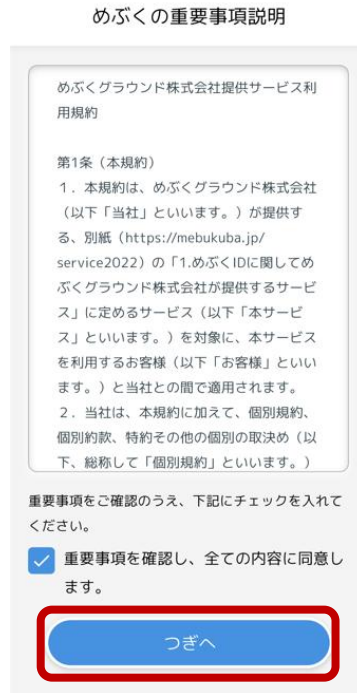 めぶくの重要事項説明
めぶくグラウンド株式会社提供サービス利
用規約
第1条（本規約）
１．本規約は、めぶくグラウンド株式会社
（以下「当社」といいます。）が提供す
る、別紙（https://mebukuba.jp/
service2022）の「1.めぶくIDに関してめ
ぶくグラウンド株式会社が提供するサービ
ス」に定めるサービス（以下「本サービ
ス」といいます。）を対象に、本サービス
を利用するお客様（以下「お客様」といい
ます。）と当社との間で適用されます。
２．当社は、本規約に加えて、個別規約、
個別約款、特約その他の個別の取決め（以
下、総称して「個別規約」といいます。）
重要事項をご確認のうえ、下記にチェックを入れて
ください。
重要事項を確認し、全ての内容に同意し
ます。
つぎへ